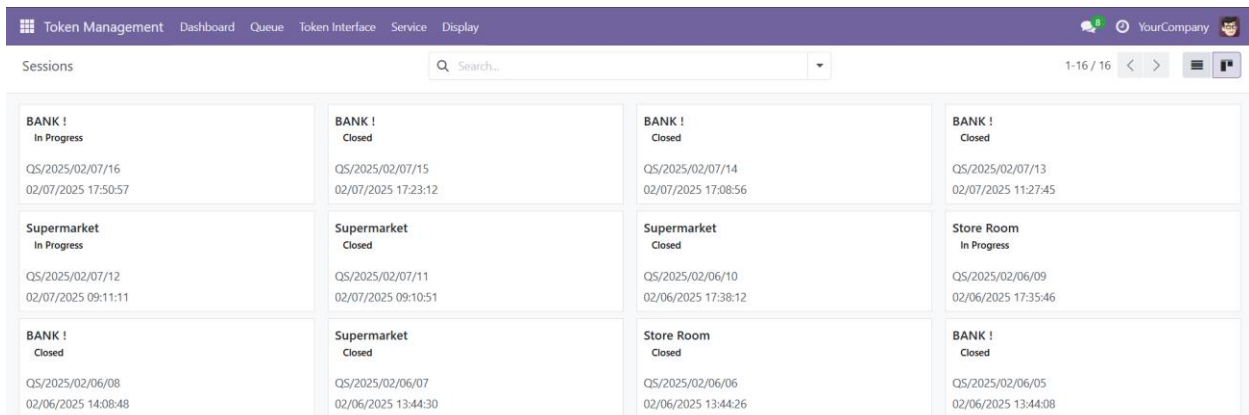 Token Management Dashboard Queue Token Interface Service Display 8 YourCompany
Sessions Search... 1-16 / 16
BANK !
In Progress
QS/2025/02/07/16
02/07/2025 17:50:57
BANK !
Closed
QS/2025/02/07/15
02/07/2025 17:23:12
BANK !
Closed
QS/2025/02/07/14
02/07/2025 17:08:56
BANK !
Closed
QS/2025/02/07/13
02/07/2025 11:27:45
Supermarket
In Progress
QS/2025/02/07/12
02/07/2025 09:11:11
Supermarket
Closed
QS/2025/02/07/11
02/07/2025 09:10:51
Supermarket
Closed
QS/2025/02/06/10
02/06/2025 17:38:12
Store Room
In Progress
QS/2025/02/06/09
02/06/2025 17:35:46
BANK !
Closed
QS/2025/02/06/08
02/06/2025 14:08:48
Supermarket
Closed
QS/2025/02/06/07
02/06/2025 13:44:30
Store Room
Closed
QS/2025/02/06/06
02/06/2025 13:44:26
BANK !
Closed
QS/2025/02/06/05
02/06/2025 13:44:08